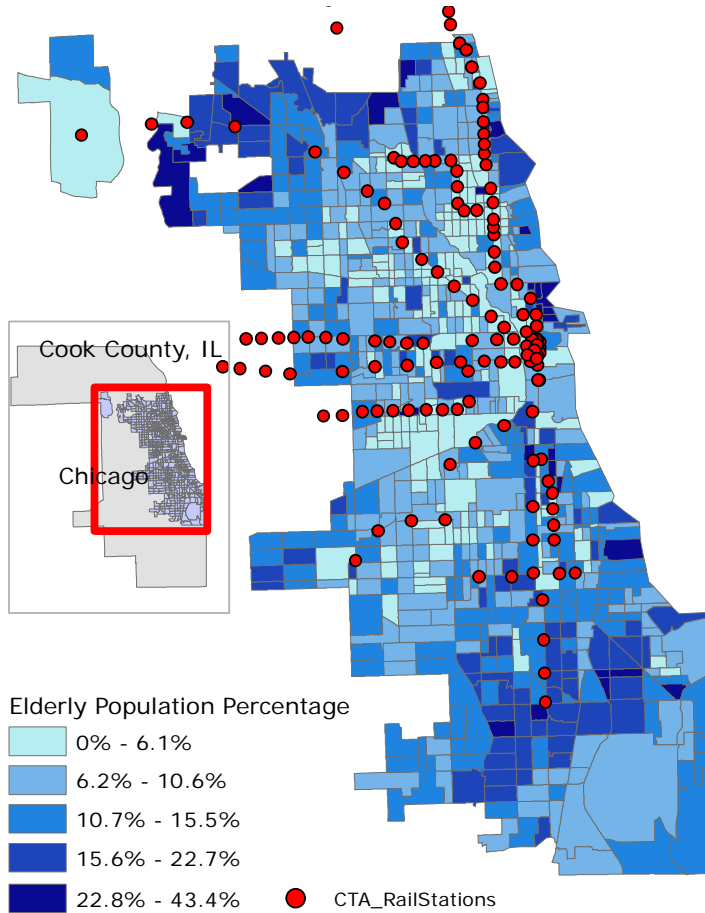 Cook County, IL
Chicago
Elderly Population Percentage
0% - 6.1%
6.2% - 10.6%
10.7% - 15.5%
15.6% - 22.7%
22.8% - 43.4%
CTA_RailStations